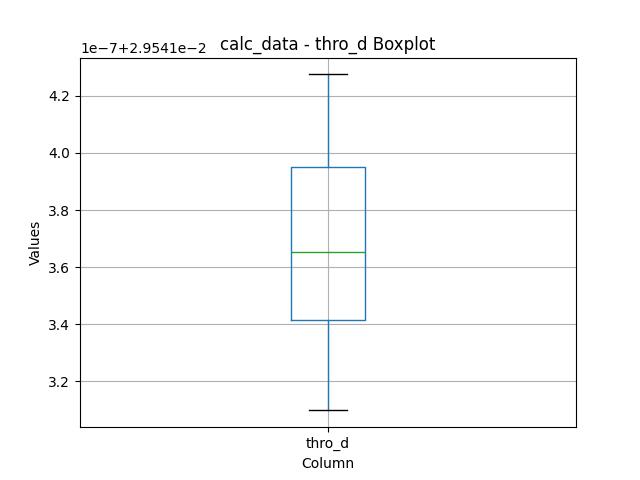 1e−7+2.9541e−2
calc_data - thro_d Boxplot
4.2
4.0
3.8
3.6
3.4
3.2
Values
thro_d
Column